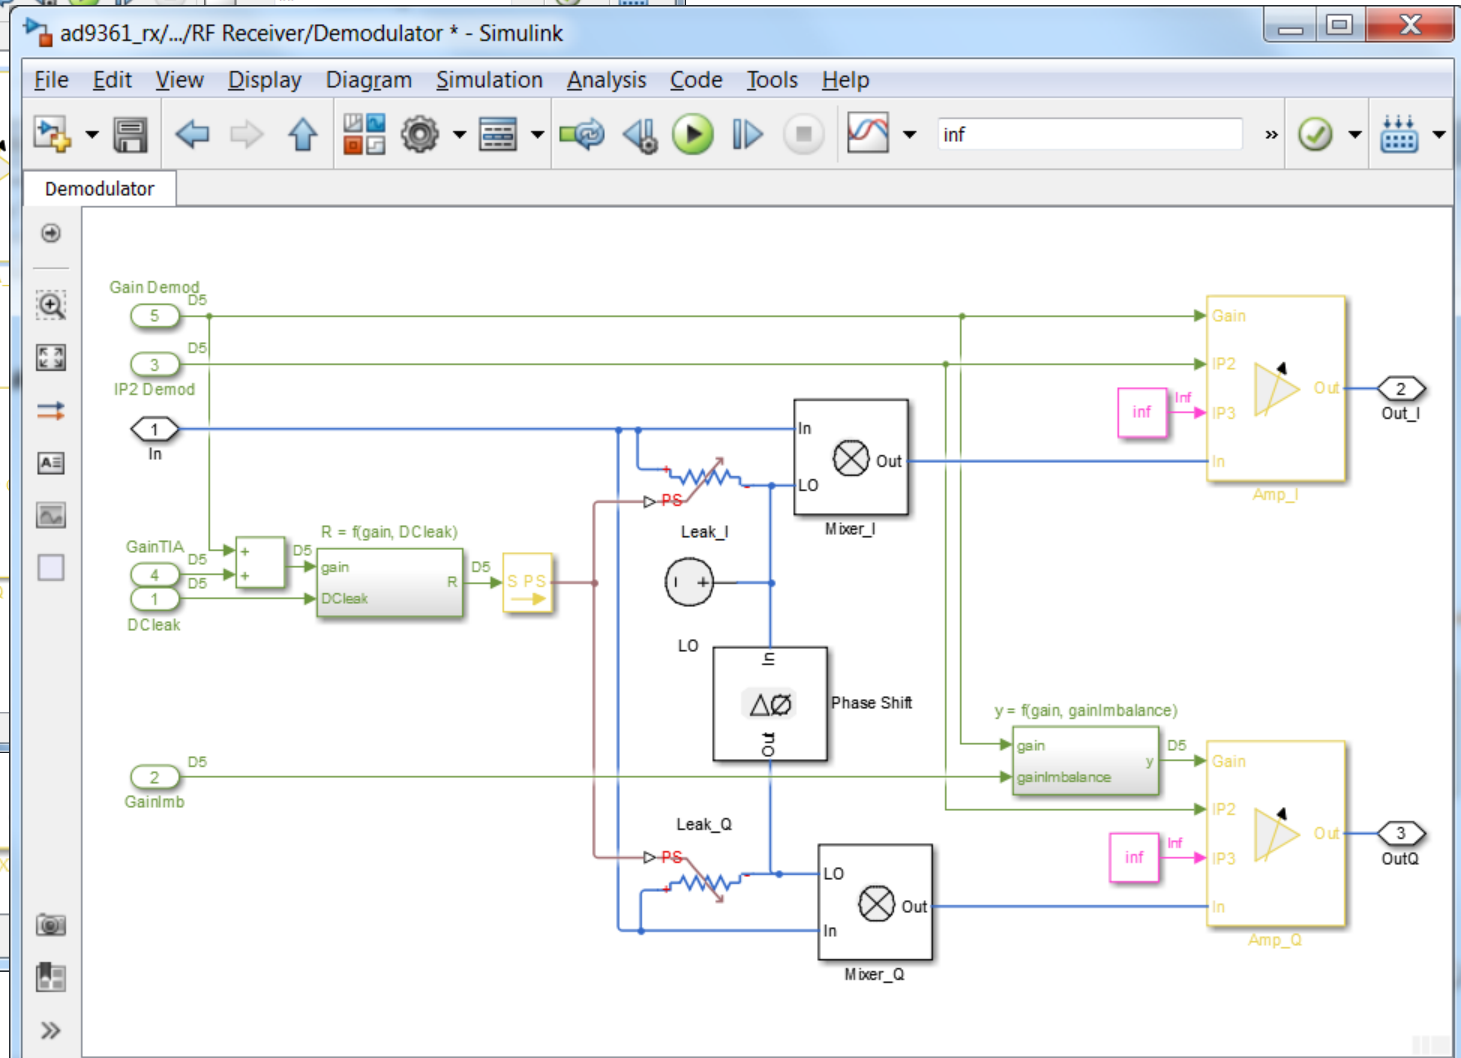 ad9361_rx/.../RF Receiver/Demodulator * - Simulink
File Edit View Display Diagram Simulation Analysis Code Tools Help
inf »
Demodulator
Gain Demod
D5
5
D5
3
IP2 Demod
1
In
GainTIA
D5
4
D5
1
DCleak
+
+
D5
R = f(gain, DCleak)
gain
DCleak
R
D5
S PS
+
-
PS
Leak_I
In
LO
Out
Mixer_I
+
LO
In
ΔØ
Out
Phase Shift
2
D5
GainImb
Leak_Q
PS
+
-
LO
In
Out
Mixer_Q
y = f(gain, gainImbalance)
gain
gainImbalance
y
D5
inf
Inf
Gain
IP2
IP3
In
Out
Amp_I
2
Out_I
inf
Inf
Gain
IP2
IP3
In
Out
Amp_Q
3
OutQ